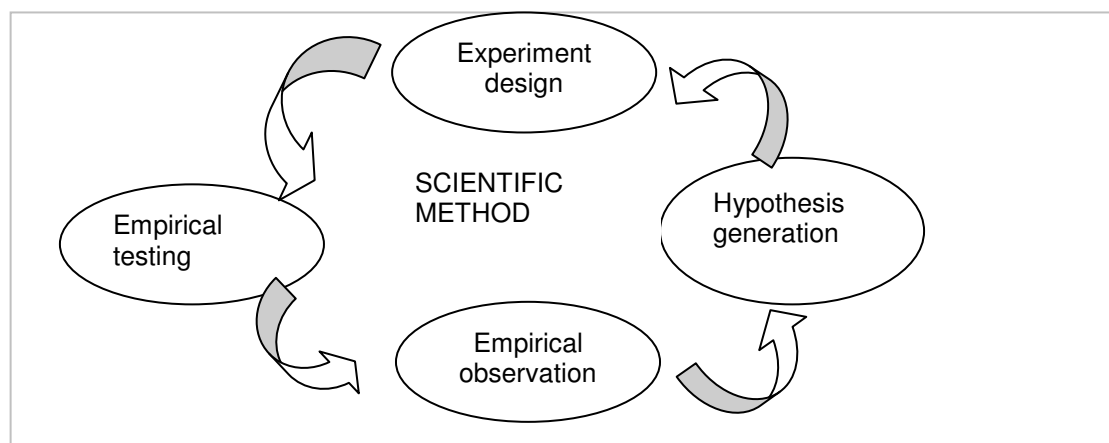 Experiment
design
SCIENTIFIC
METHOD
Empirical
testing
Hypothesis
generation
Empirical
observation